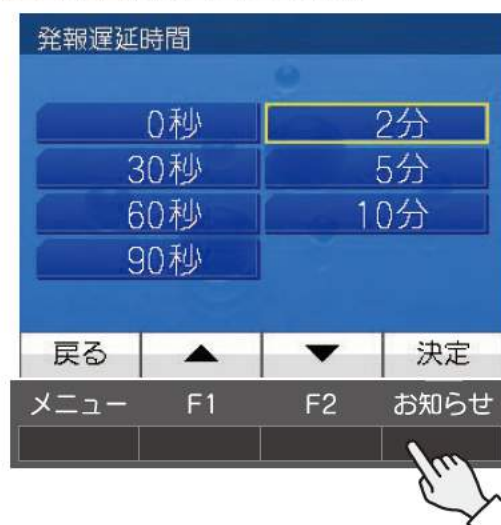 発報遅延時間
0秒 2分
30秒 5分
60秒 10分
90秒
戻る ▲ ▼ 決定
メニュー F1 F2 お知らせ